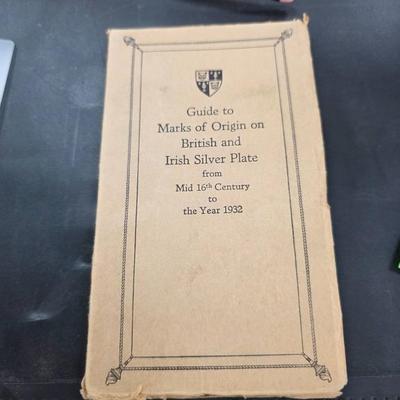 Guide to
Marks of Origin on
British and
Irish Silver Plate
from
Mid 16th Century
to
the Year 1932